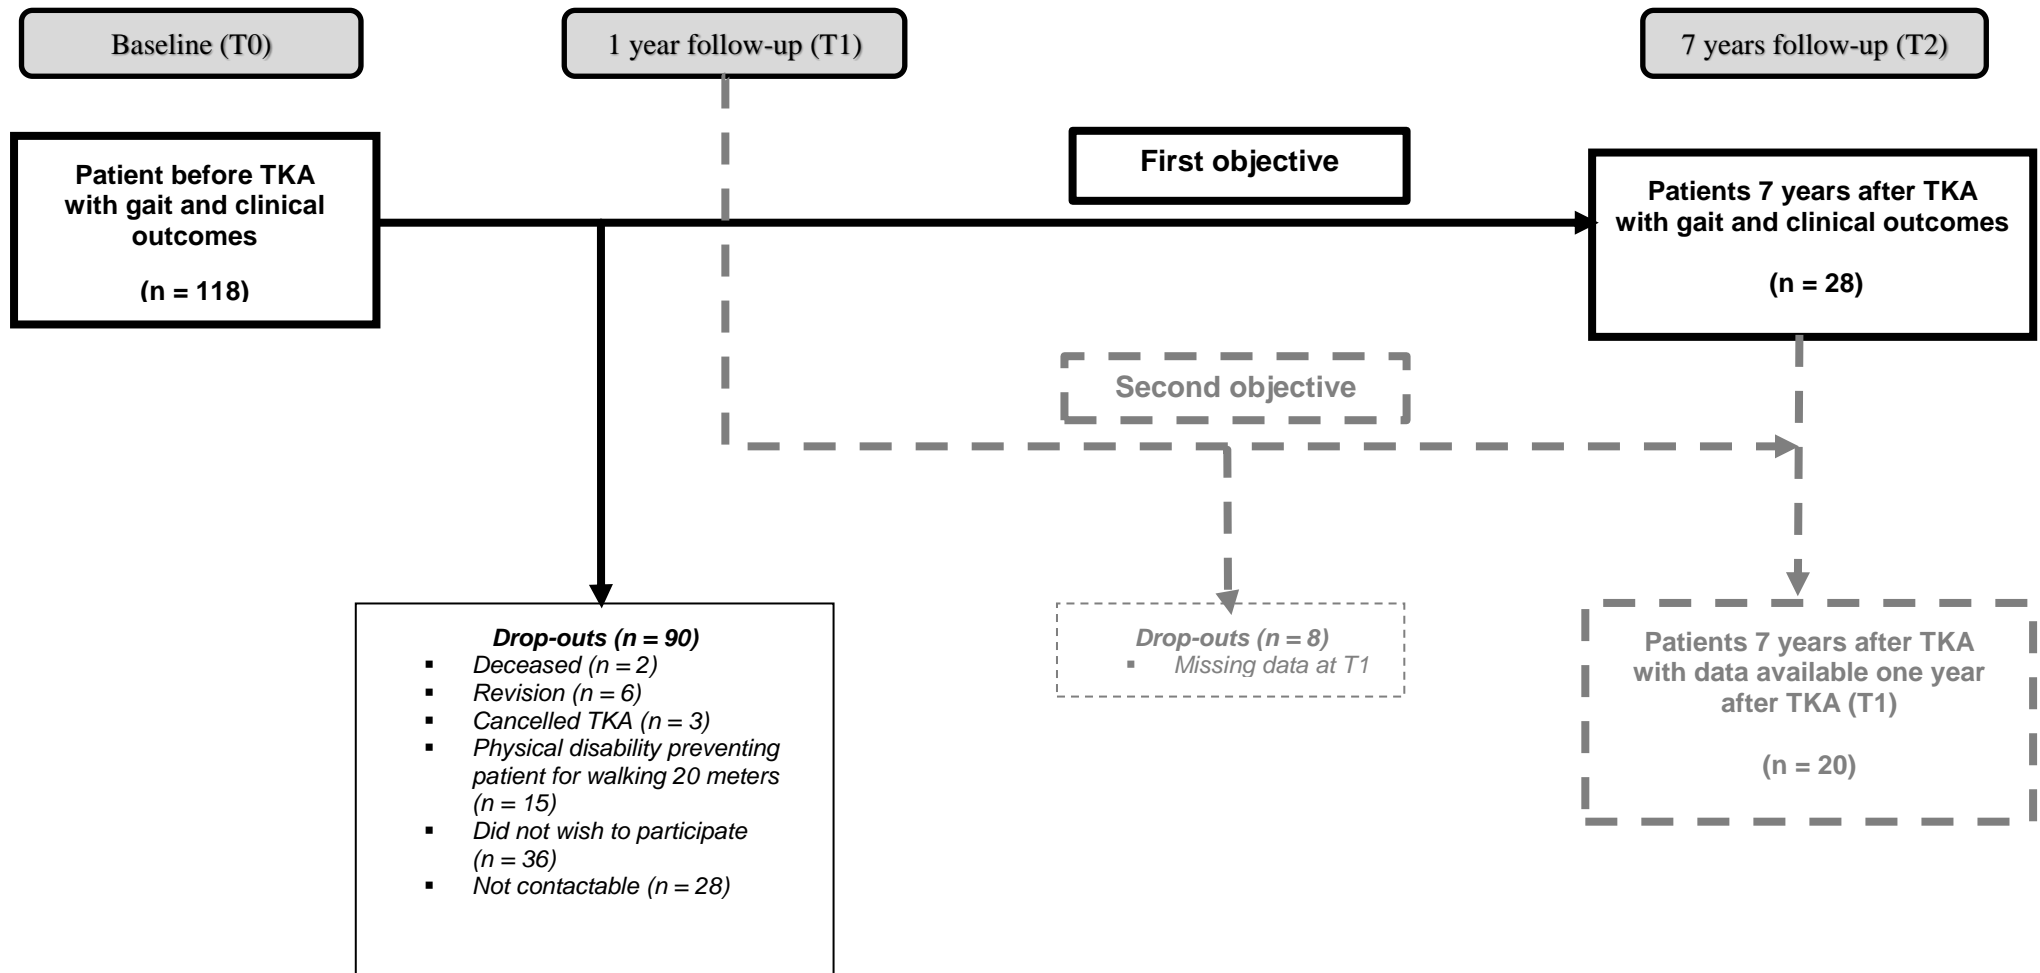 Baseline (T0)
1 year follow-up (T1)
7 years follow-up (T2)
Patient before TKA
with gait and clinical
outcomes
(n = 118)
First objective
Patients 7 years after TKA
with gait and clinical outcomes
(n = 28)
Second objective
Drop-outs (n = 90)
▪ Deceased (n = 2)
▪ Revision (n = 6)
▪ Cancelled TKA (n = 3)
▪ Physical disability preventing
patient for walking 20 meters
(n = 15)
▪ Did not wish to participate
(n = 36)
▪ Not contactable (n = 28)
Drop-outs (n = 8)
▪ Missing data at T1
Patients 7 years after TKA
with data available one year
after TKA (T1)
(n = 20)